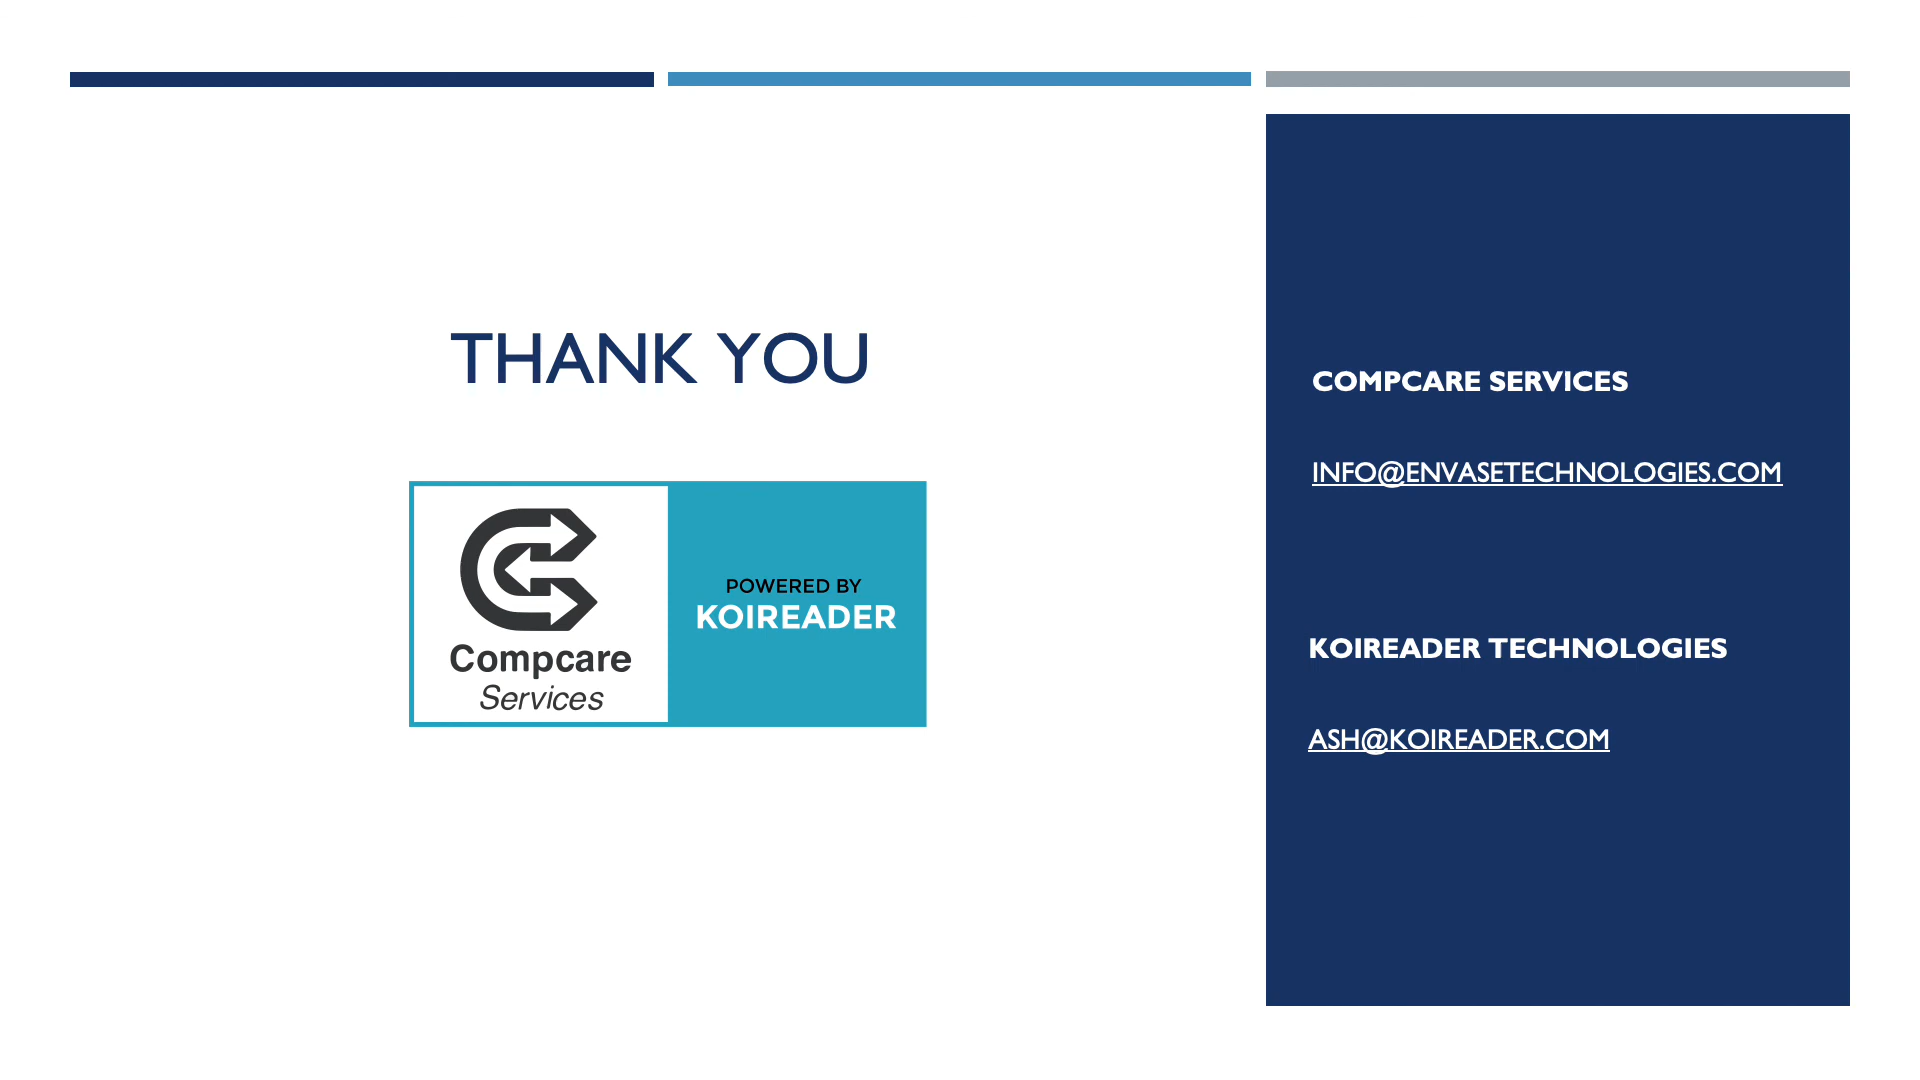 THANK YOU
Compcare
Services
POWERED BY
KOIREADER
COMPCARE SERVICES
INFO@ENVASETECHNOLOGIES.COM
KOIREADER TECHNOLOGIES
ASH@KOIREADER.COM